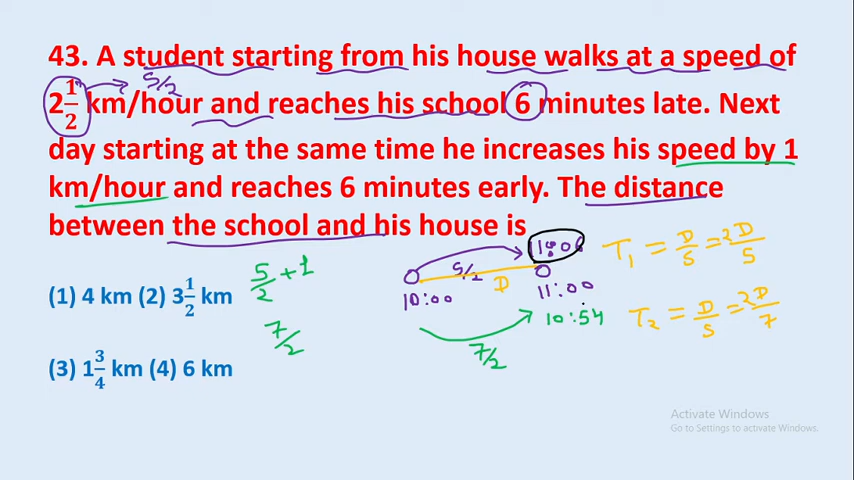 43. A student starting from his house walks at a speed of
2 1/2 km/hour and reaches his school 6 minutes late. Next
day starting at the same time he increases his speed by 1
km/hour and reaches 6 minutes early. The distance
between the school and his house is
(1) 4 km (2) 3 1/2 km
(3) 1 3/4 km (4) 6 km
5/2
5/2 + 1
7/2
5/2
D
10:00
11:00
10:54
7/2
T1 = D/S = 2D/5
T2 = D/S = 2D/7
Activate Windows
Go to Settings to activate Windows.